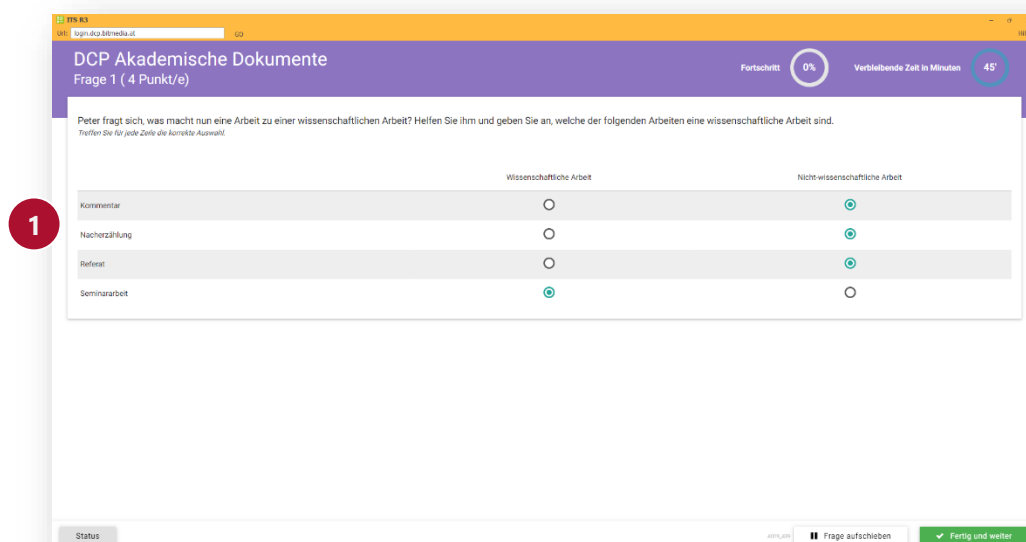 ITS R3
Url: login.dcp.bitmedia.at GO
DCP Akademische Dokumente
Frage 1 ( 4 Punkt/e)
Fortschritt 0% Verbleibende Zeit in Minuten 45'
Peter fragt sich, was macht nun eine Arbeit zu einer wissenschaftlichen Arbeit? Helfen Sie ihm und geben Sie an, welche der folgenden Arbeiten eine wissenschaftliche Arbeit sind.
Treffen Sie für jede Zeile die korrekte Auswahl.
Wissenschaftliche Arbeit Nicht-wissenschaftliche Arbeit
Kommentar
1
Nacherzählung
Referat
Seminararbeit
Status Frage aufschieben Fertig und weiter